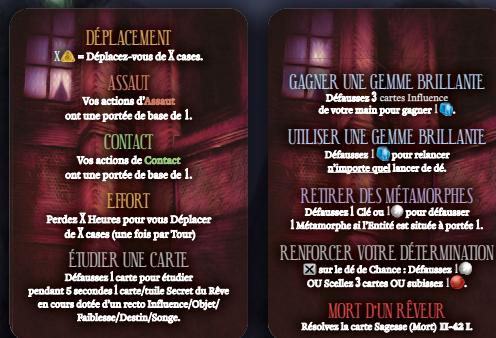 DÉPLACEMENT
X = Déplacez-vous de X cases.
ASSAUT
Vos actions d'Assaut
ont une portée de base de 1.
CONTACT
Vos actions de Contact
ont une portée de base de 1.
EFFORT
Perdez X Heures pour vous Déplacer
de X cases (une fois par Tour)
ÉTUDIER UNE CARTE
Défaussez 1 carte pour étudier
pendant 5 secondes 1 carte/tuile Secret du Rêve
en cours dotée d'un recto Influence/Objet/
Faiblesse/Destin/Songe.
GAGNER UNE GEMME BRILLANTE
Défaussez 3 cartes Influence
de votre main pour gagner 1.
UTILISER UNE GEMME BRILLANTE
Défaussez 1 pour relancer
n'importe quel lancer de dé.
RETIRER DES MÉTAMORPHES
Défaussez 1 Clé ou 1 pour défausser
1 Métamorphe si l'Entité est située à portée 1.
RENFORCER VOTRE DÉTERMINATION
X sur le dé de Chance : Défaussez 1
OU Scellez 3 cartes OU subissez 1.
MORT D'UN RÊVEUR
Résolvez la carte Sagesse (Mort) II-42 I.